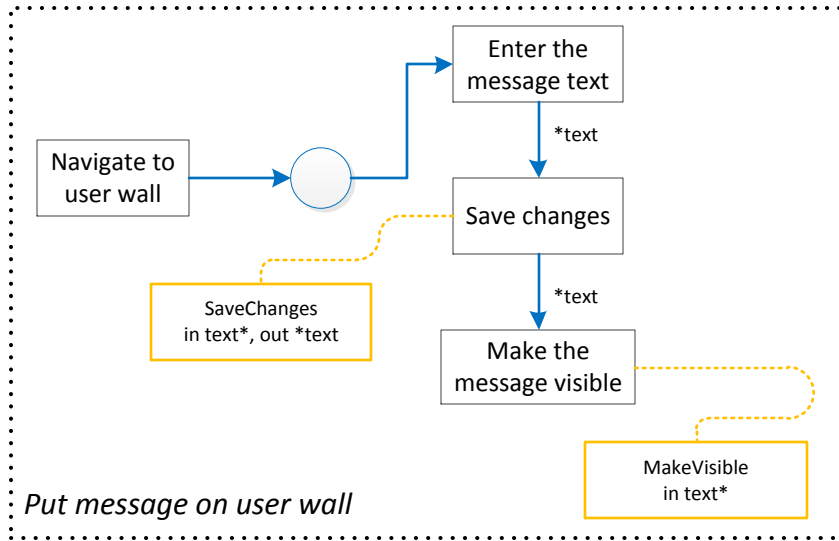 Enter the
message text
*text
Navigate to
user wall
Save changes
*text
SaveChanges
in text*, out *text
Make the
message visible
MakeVisible
in text*
Put message on user wall